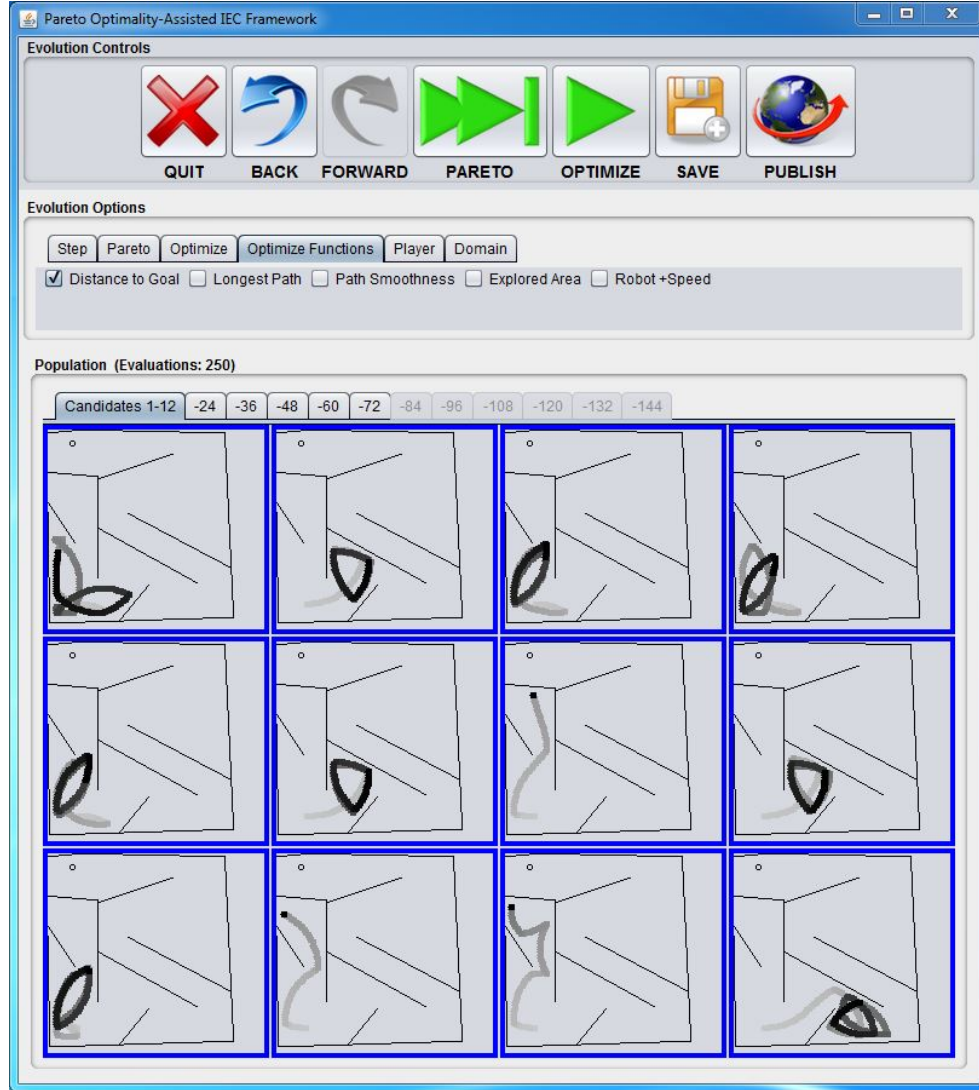 Pareto Optimality-Assisted IEC Framework
Evolution Controls
QUIT BACK FORWARD PARETO OPTIMIZE SAVE PUBLISH
Evolution Options
Step Pareto Optimize Optimize Functions Player Domain
Distance to Goal Longest Path Path Smoothness Explored Area Robot +Speed
Population (Evaluations: 250)
Candidates 1-12 -24 -36 -48 -60 -72 -84 -96 -108 -120 -132 -144